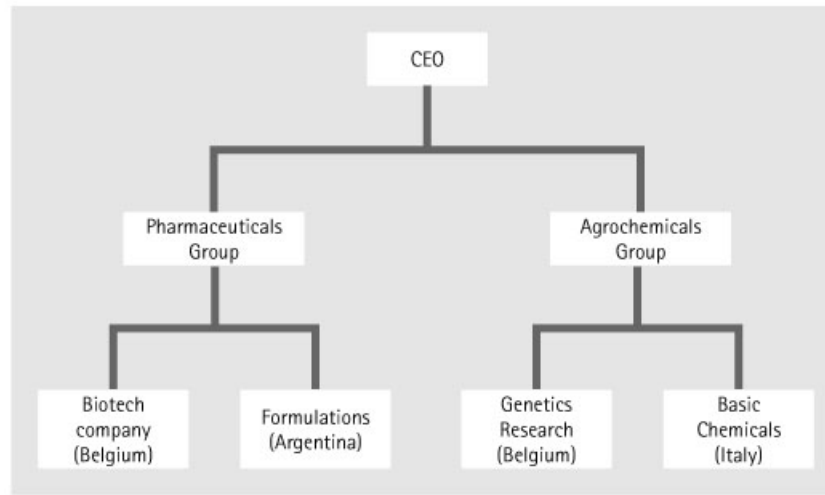 CEO
Pharmaceuticals
Group
Agrochemicals
Group
Biotech
company
(Belgium)
Formulations
(Argentina)
Genetics
Research
(Belgium)
Basic
Chemicals
(Italy)